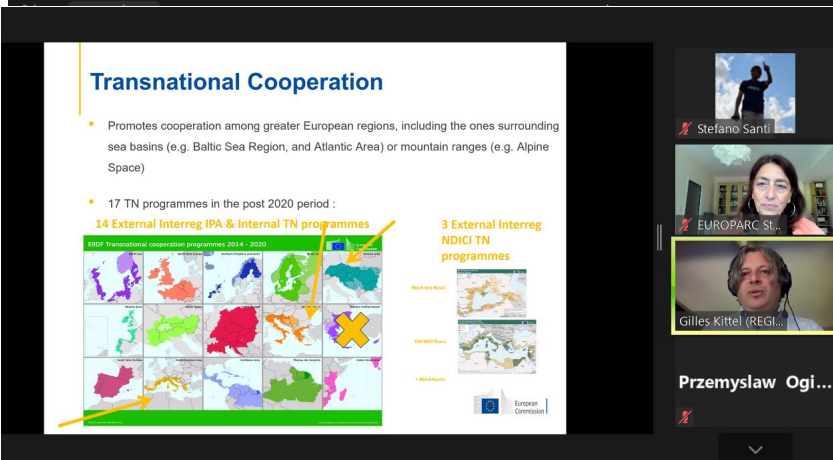 Transnational Cooperation
Promotes cooperation among greater European regions, including the ones surrounding
sea basins (e.g. Baltic Sea Region, and Atlantic Area) or mountain ranges (e.g. Alpine
Space)
17 TN programmes in the post 2020 period :
14 External Interreg IPA & Internal TN programmes
ERDF Transnational cooperation programmes 2014 – 2020
3 External Interreg
NDICI TN
programmes
Black Sea Basin
European
Commission
Stefano Santi
EUROPARC St...
Gilles Kittel (REGI...
Przemyslaw Ogi...